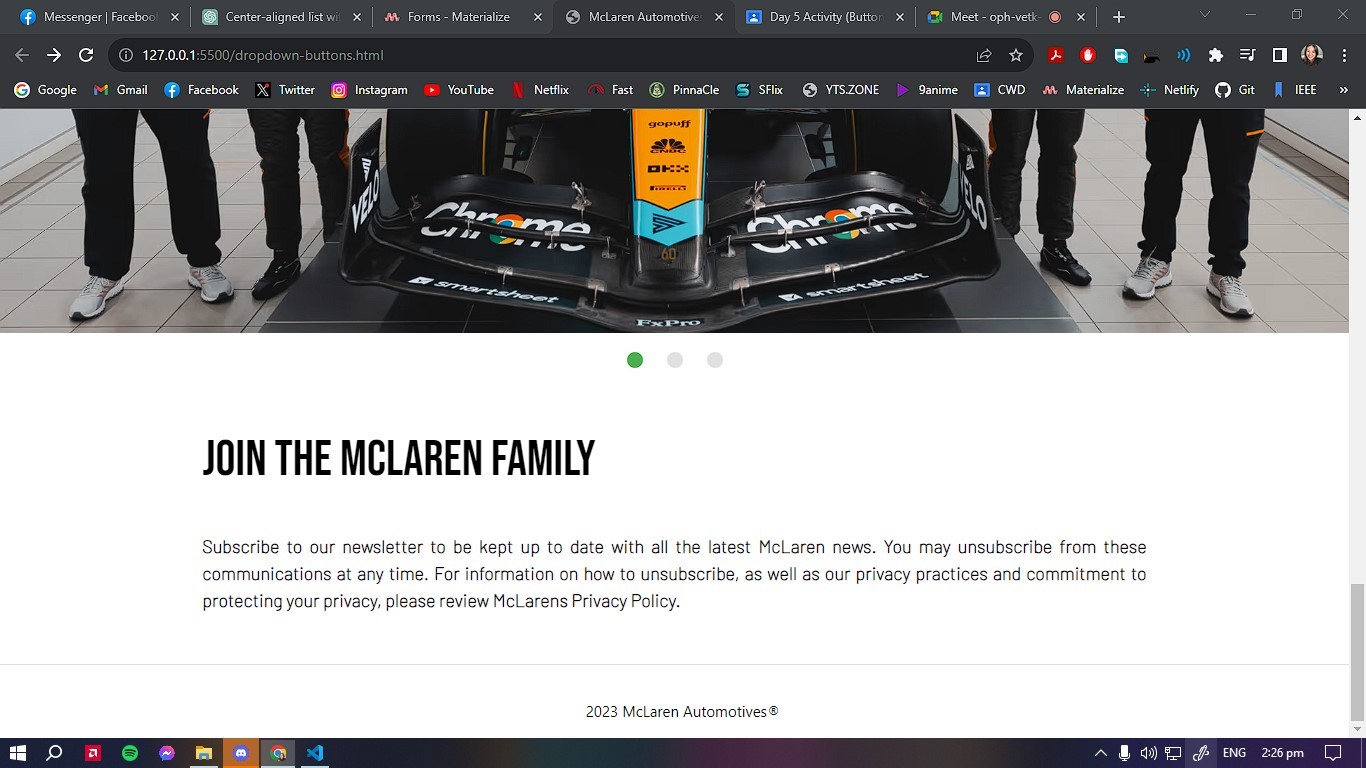 Messenger | Facebool
Center-aligned list wi
Forms - Materialize
McLaren Automotives
Day 5 Activity (Button
Meet - oph-vetk-
127.0.0.1:5500/dropdown-buttons.html
Google
Gmail
Facebook
Twitter
Instagram
YouTube
Netflix
Fast
PinnaCle
SFlix
YTS.ZONE
9anime
CWD
Materialize
Netlify
Git
IEEE
»
gopuff
CNBC
OKX
PIRELLI
VELO
VELO
Chrome
Chrome
60
smartsheet
smartsheet
FxPro
JOIN THE MCLAREN FAMILY
Subscribe to our newsletter to be kept up to date with all the latest McLaren news. You may unsubscribe from these
communications at any time. For information on how to unsubscribe, as well as our privacy practices and commitment to
protecting your privacy, please review McLarens Privacy Policy.
2023 McLaren Automotives®
ENG
2:26 pm